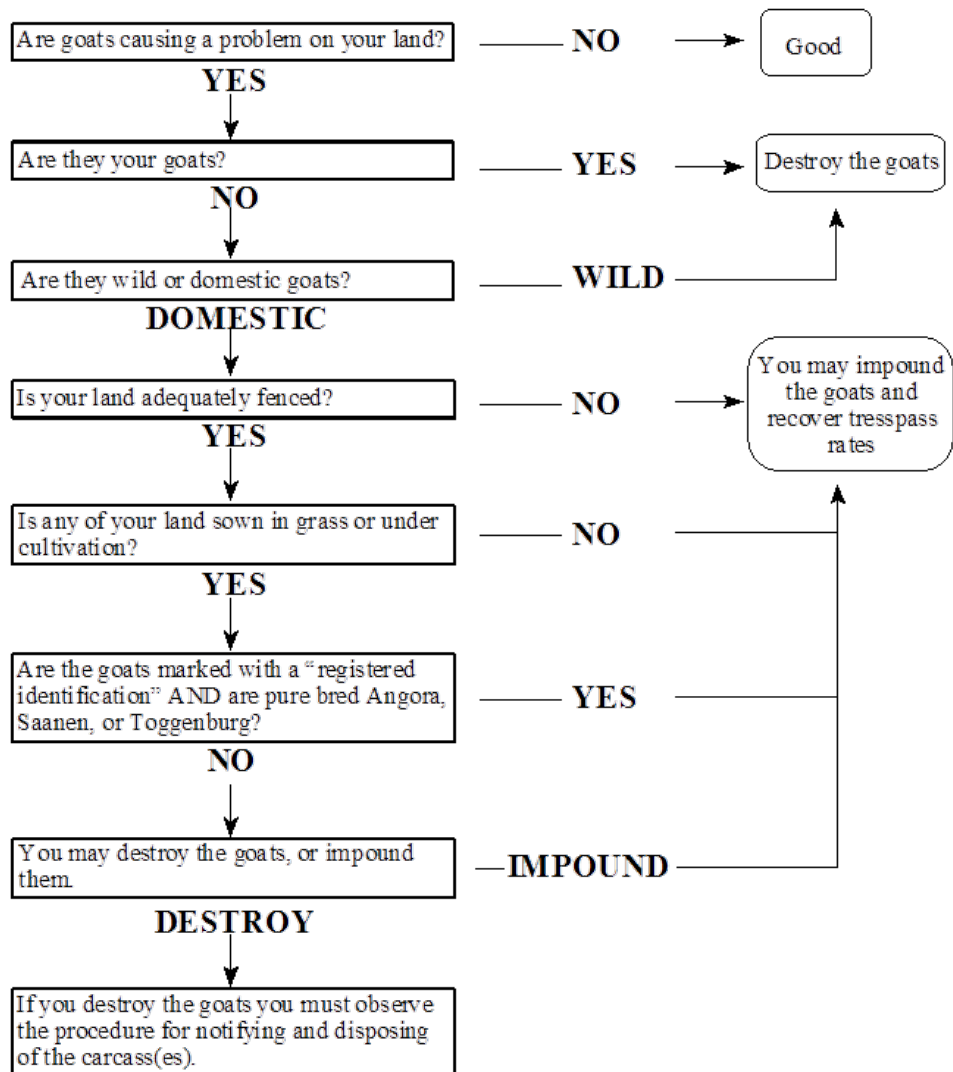 Are goats causing a problem on your land?
NO
Good
YES
Are they your goats?
YES
Destroy the goats
NO
Are they wild or domestic goats?
WILD
DOMESTIC
Is your land adequately fenced?
NO
You may impound
the goats and
recover tresspass
rates
YES
Is any of your land sown in grass or under
cultivation?
NO
YES
Are the goats marked with a “registered
identification” AND are pure bred Angora,
Saanen, or Toggenburg?
YES
NO
You may destroy the goats, or impound
them.
IMPOUND
DESTROY
If you destroy the goats you must observe
the procedure for notifying and disposing
of the carcass(es).